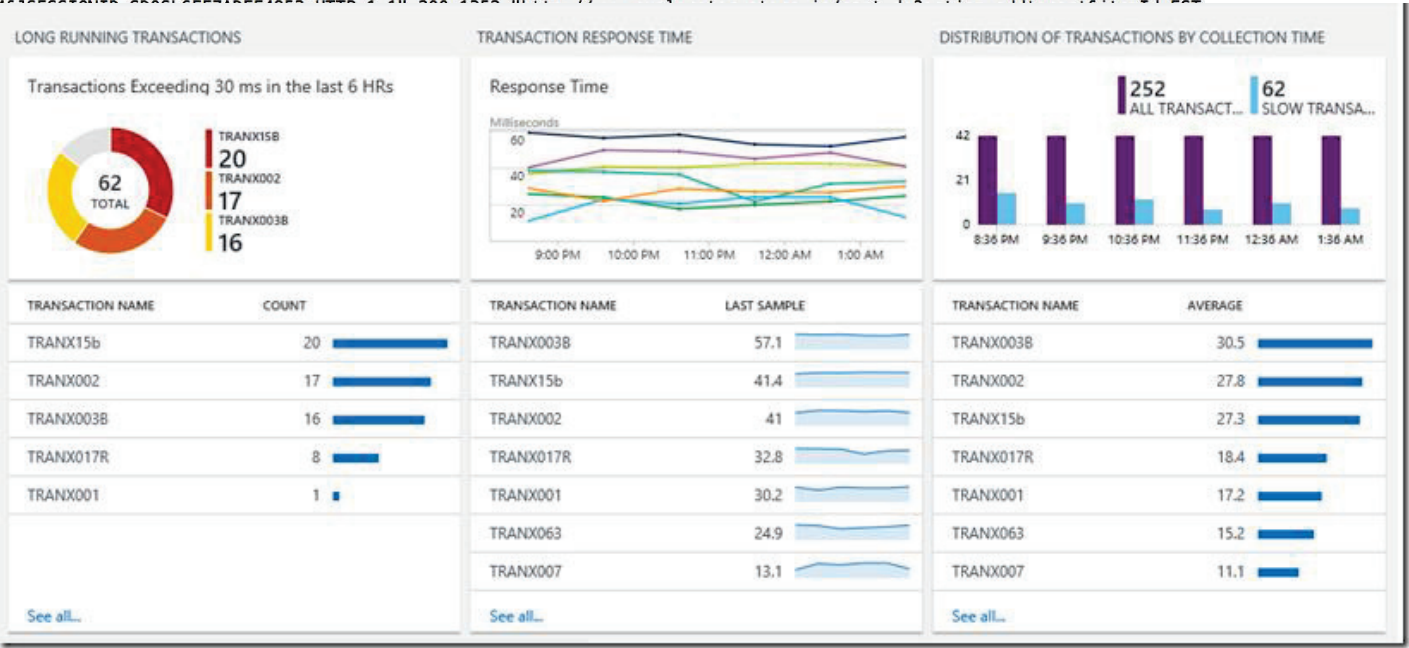 LONG RUNNING TRANSACTIONS
Transactions Exceeding 30 ms in the last 6 HRs
62
TOTAL
TRANX15B
20
TRANX002
17
TRANX003B
16
TRANSACTION NAME COUNT
TRANX15b 20
TRANX002 17
TRANX003B 16
TRANX017R 8
TRANX001 1
See all...
TRANSACTION RESPONSE TIME
Response Time
Milliseconds
60
40
20
9:00 PM 10:00 PM 11:00 PM 12:00 AM 1:00 AM
TRANSACTION NAME LAST SAMPLE
TRANX003B 57.1
TRANX15b 41.4
TRANX002 41
TRANX017R 32.8
TRANX001 30.2
TRANX063 24.9
TRANX007 13.1
See all...
DISTRIBUTION OF TRANSACTIONS BY COLLECTION TIME
252 62
ALL TRANSACT... SLOW TRANSA...
42
21
0
8:36 PM 9:36 PM 10:36 PM 11:36 PM 12:36 AM 1:36 AM
TRANSACTION NAME AVERAGE
TRANX003B 30.5
TRANX002 27.8
TRANX15b 27.3
TRANX017R 18.4
TRANX001 17.2
TRANX063 15.2
TRANX007 11.1
See all...